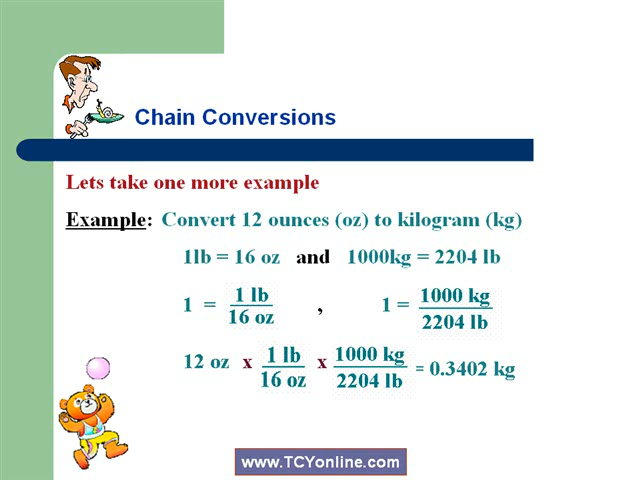 Chain Conversions
Lets take one more example
Example: Convert 12 ounces (oz) to kilogram (kg)
1lb = 16 oz and 1000kg = 2204 lb
1 = 1 lb / 16 oz , 1 = 1000 kg / 2204 lb
12 oz x 1 lb / 16 oz x 1000 kg / 2204 lb = 0.3402 kg
www.TCYonline.com